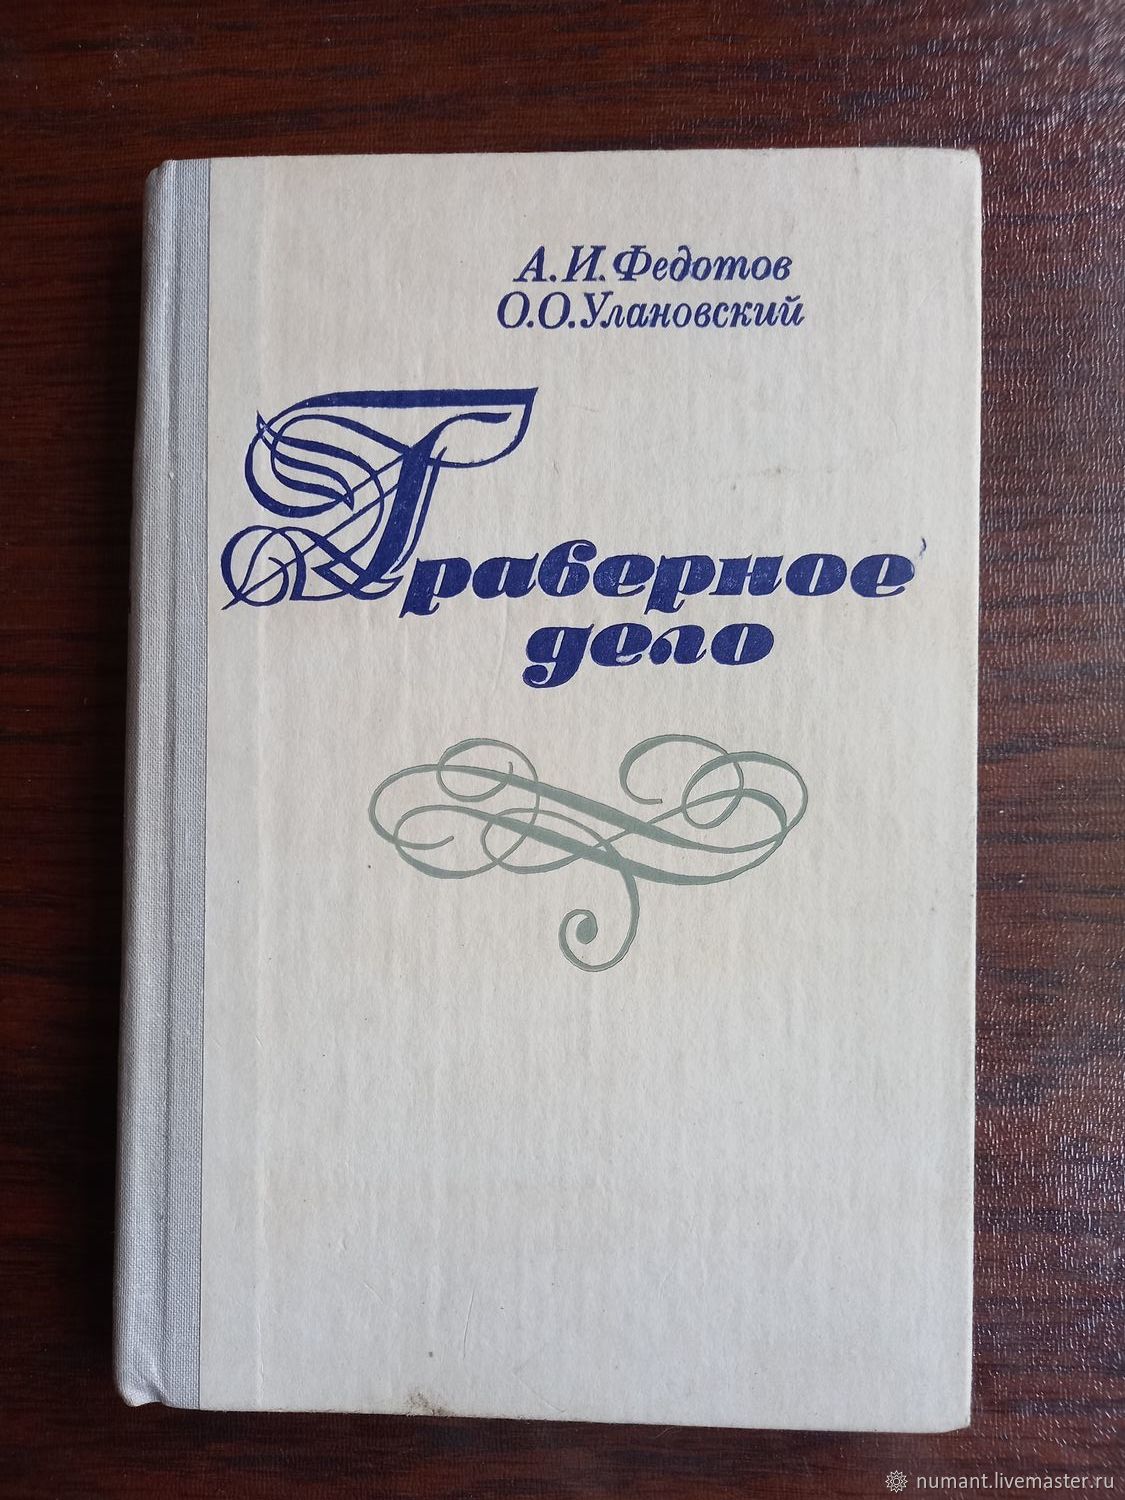 А. И. Федотов
О. О. Улановский
Граверное
дело
numant.livemaster.ru